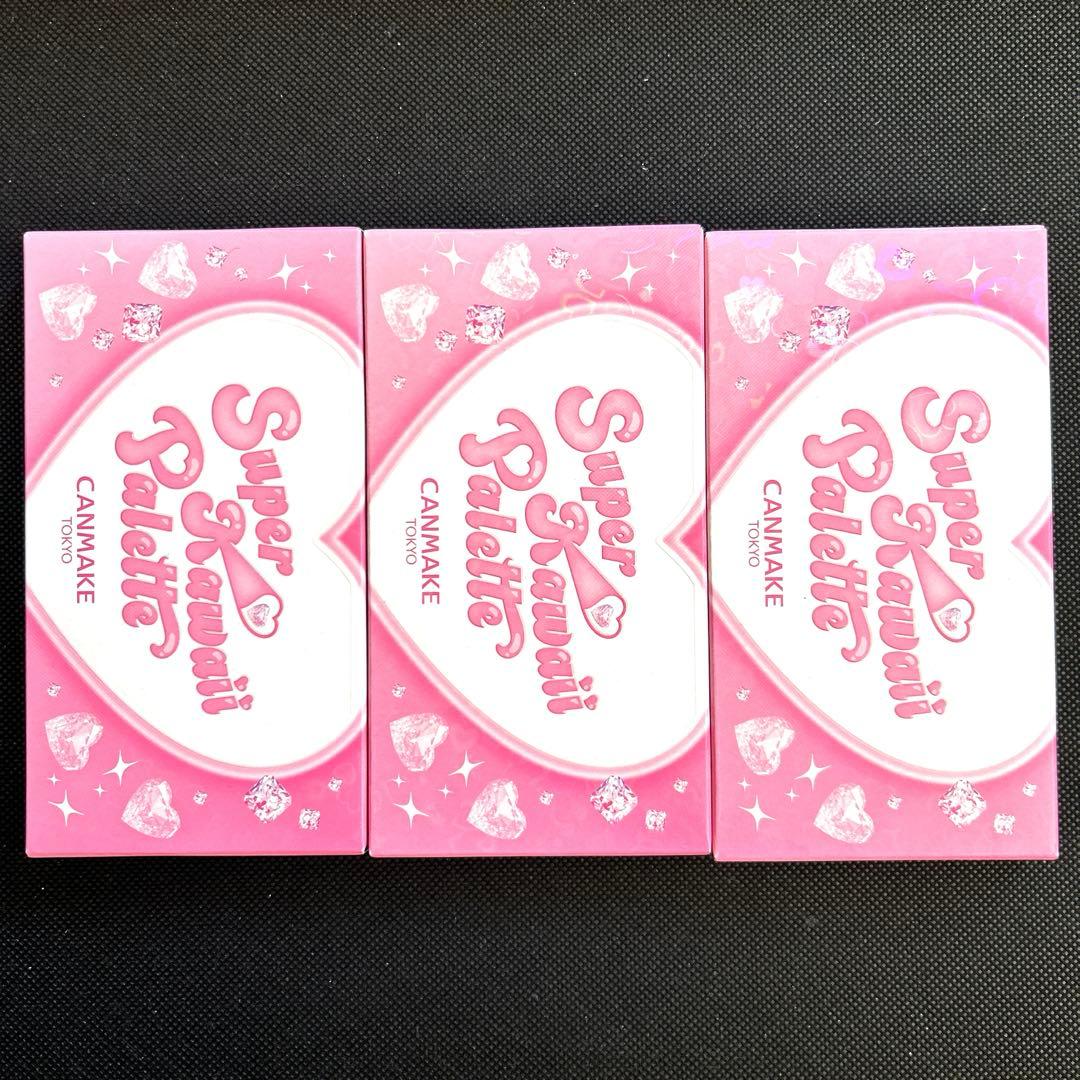 Super
Kawaii
Palette
CANMAKE
TOKYO
Super
Kawaii
Palette
CANMAKE
TOKYO
Super
Kawaii
Palette
CANMAKE
TOKYO